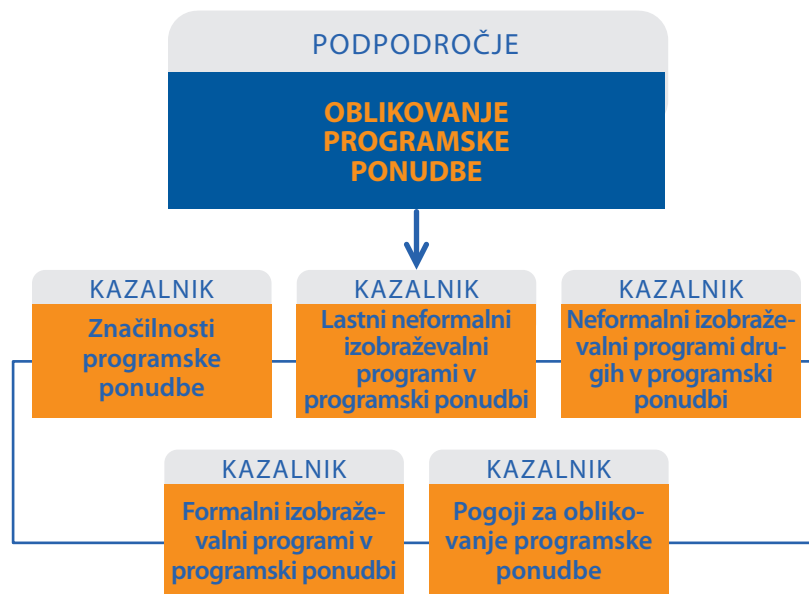 PODPODROČJE
OBLIKOVANJE
PROGRAMSKE
PONUDBE
KAZALNIK
Značilnosti
programske
ponudbe
KAZALNIK
Lastni neformalni
izobraževalni
programi v
programski ponudbi
KAZALNIK
Neformalni izobraže-
valni programi dru-
gih v programski
ponudbi
KAZALNIK
Formalni izobraže-
valni programi v
programski ponudbi
KAZALNIK
Pogoji za obliko-
vanje programske
ponudbe